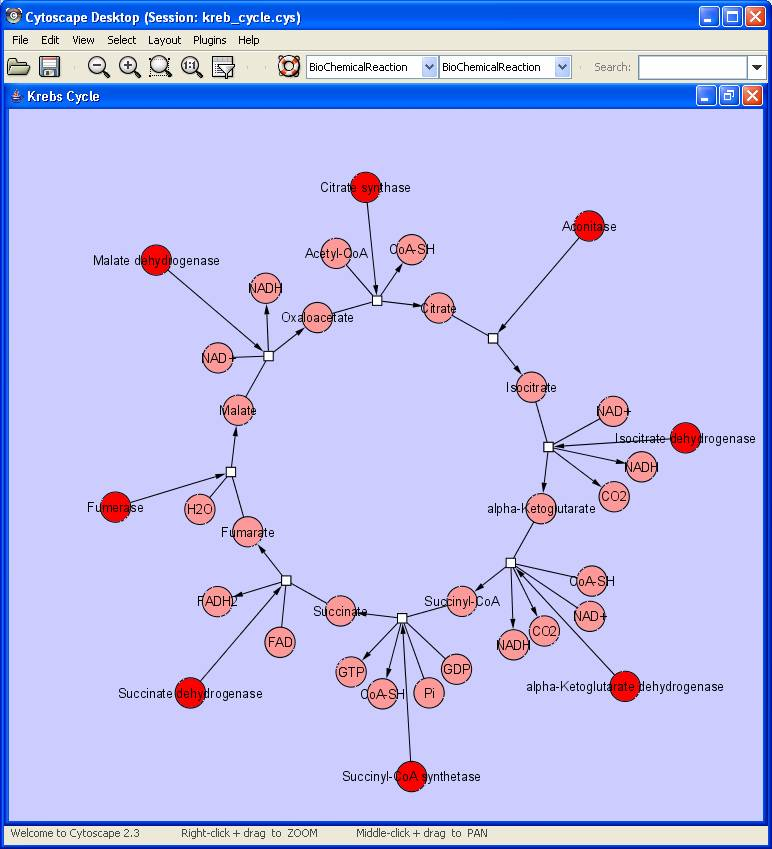 Cytoscape Desktop (Session: kreb_cycle.cys)
File Edit View Select Layout Plugins Help
BioChemicalReaction BioChemicalReaction Search:
Krebs Cycle
Citrate synthase
Aconitase
Acetyl-CoA
CoA-SH
Malate dehydrogenase
NADH
Oxaloacetate
Citrate
NAD+
Isocitrate
Malate
NAD+
Isocitrate dehydrogenase
NADH
CO2
Fumerase
H2O
alpha-Ketoglutarate
Fumarate
CoA-SH
FADH2
Succinate
Succinyl-CoA
NAD+
FAD
NADH
CO2
GTP
CoA-SH
Pi
GDP
Succinate dehydrogenase
alpha-Ketoglutarate dehydrogenase
Succinyl-CoA synthetase
Welcome to Cytoscape 2.3 Right-click + drag to ZOOM Middle-click + drag to PAN